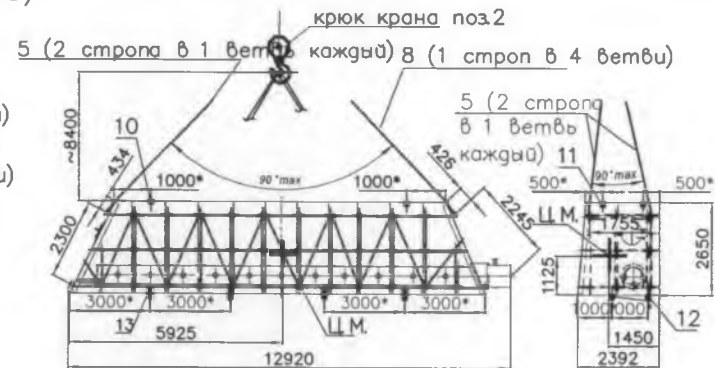 крюк крана поз.2
5 (2 стропа в 1 ветвь каждый) 8 (1 строп в 4 ветви)
5 (2 стропа
в 1 ветвь
каждый)
10
11
~8400
434
426
90°max
90°max
1000*
1000*
500*
500*
2300
2245
Ц.М.
1755
2650
1125
3000*
3000*
3000*
3000*
13
Ц.М.
12
5925
1450
12920
2392